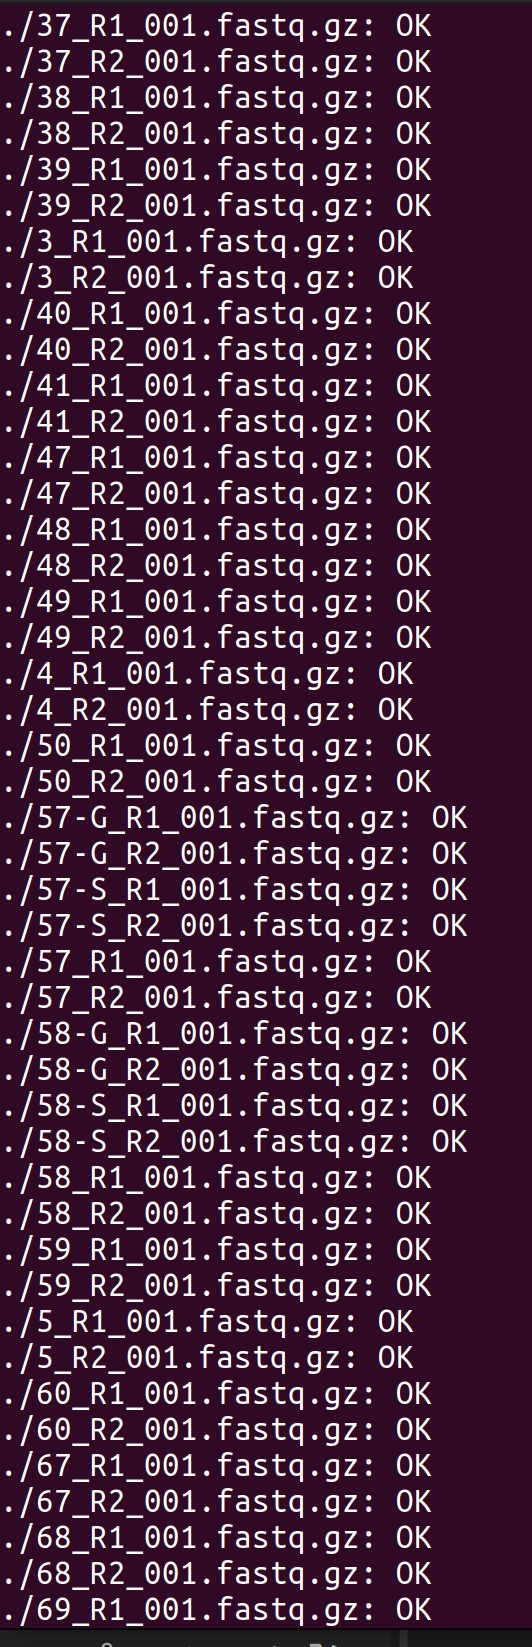 ./37_R1_001.fastq.gz: OK
./37_R2_001.fastq.gz: OK
./38_R1_001.fastq.gz: OK
./38_R2_001.fastq.gz: OK
./39_R1_001.fastq.gz: OK
./39_R2_001.fastq.gz: OK
./3_R1_001.fastq.gz: OK
./3_R2_001.fastq.gz: OK
./40_R1_001.fastq.gz: OK
./40_R2_001.fastq.gz: OK
./41_R1_001.fastq.gz: OK
./41_R2_001.fastq.gz: OK
./47_R1_001.fastq.gz: OK
./47_R2_001.fastq.gz: OK
./48_R1_001.fastq.gz: OK
./48_R2_001.fastq.gz: OK
./49_R1_001.fastq.gz: OK
./49_R2_001.fastq.gz: OK
./4_R1_001.fastq.gz: OK
./4_R2_001.fastq.gz: OK
./50_R1_001.fastq.gz: OK
./50_R2_001.fastq.gz: OK
./57-G_R1_001.fastq.gz: OK
./57-G_R2_001.fastq.gz: OK
./57-S_R1_001.fastq.gz: OK
./57-S_R2_001.fastq.gz: OK
./57_R1_001.fastq.gz: OK
./57_R2_001.fastq.gz: OK
./58-G_R1_001.fastq.gz: OK
./58-G_R2_001.fastq.gz: OK
./58-S_R1_001.fastq.gz: OK
./58-S_R2_001.fastq.gz: OK
./58_R1_001.fastq.gz: OK
./58_R2_001.fastq.gz: OK
./59_R1_001.fastq.gz: OK
./59_R2_001.fastq.gz: OK
./5_R1_001.fastq.gz: OK
./5_R2_001.fastq.gz: OK
./60_R1_001.fastq.gz: OK
./60_R2_001.fastq.gz: OK
./67_R1_001.fastq.gz: OK
./67_R2_001.fastq.gz: OK
./68_R1_001.fastq.gz: OK
./68_R2_001.fastq.gz: OK
./69_R1_001.fastq.gz: OK